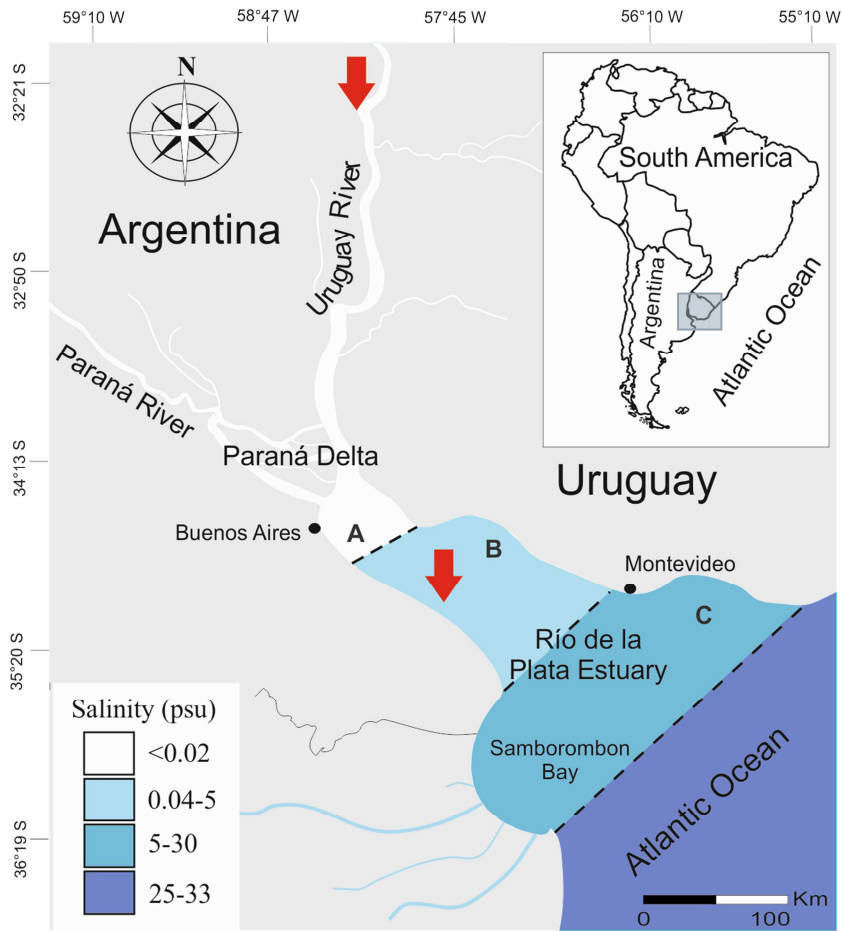 59°10 W
58°47 W
57°45 W
56°10 W
55°10 W
32°21 S
32°50 S
34°13 S
35°20 S
36°19 S
N
Argentina
Uruguay River
Paraná River
Paraná Delta
Buenos Aires
A
B
C
Uruguay
Montevideo
Río de la
Plata Estuary
Samborombon
Bay
Atlantic Ocean
South America
Argentina
Atlantic Ocean
Salinity (psu)
<0.02
0.04-5
5-30
25-33
Km
0 100